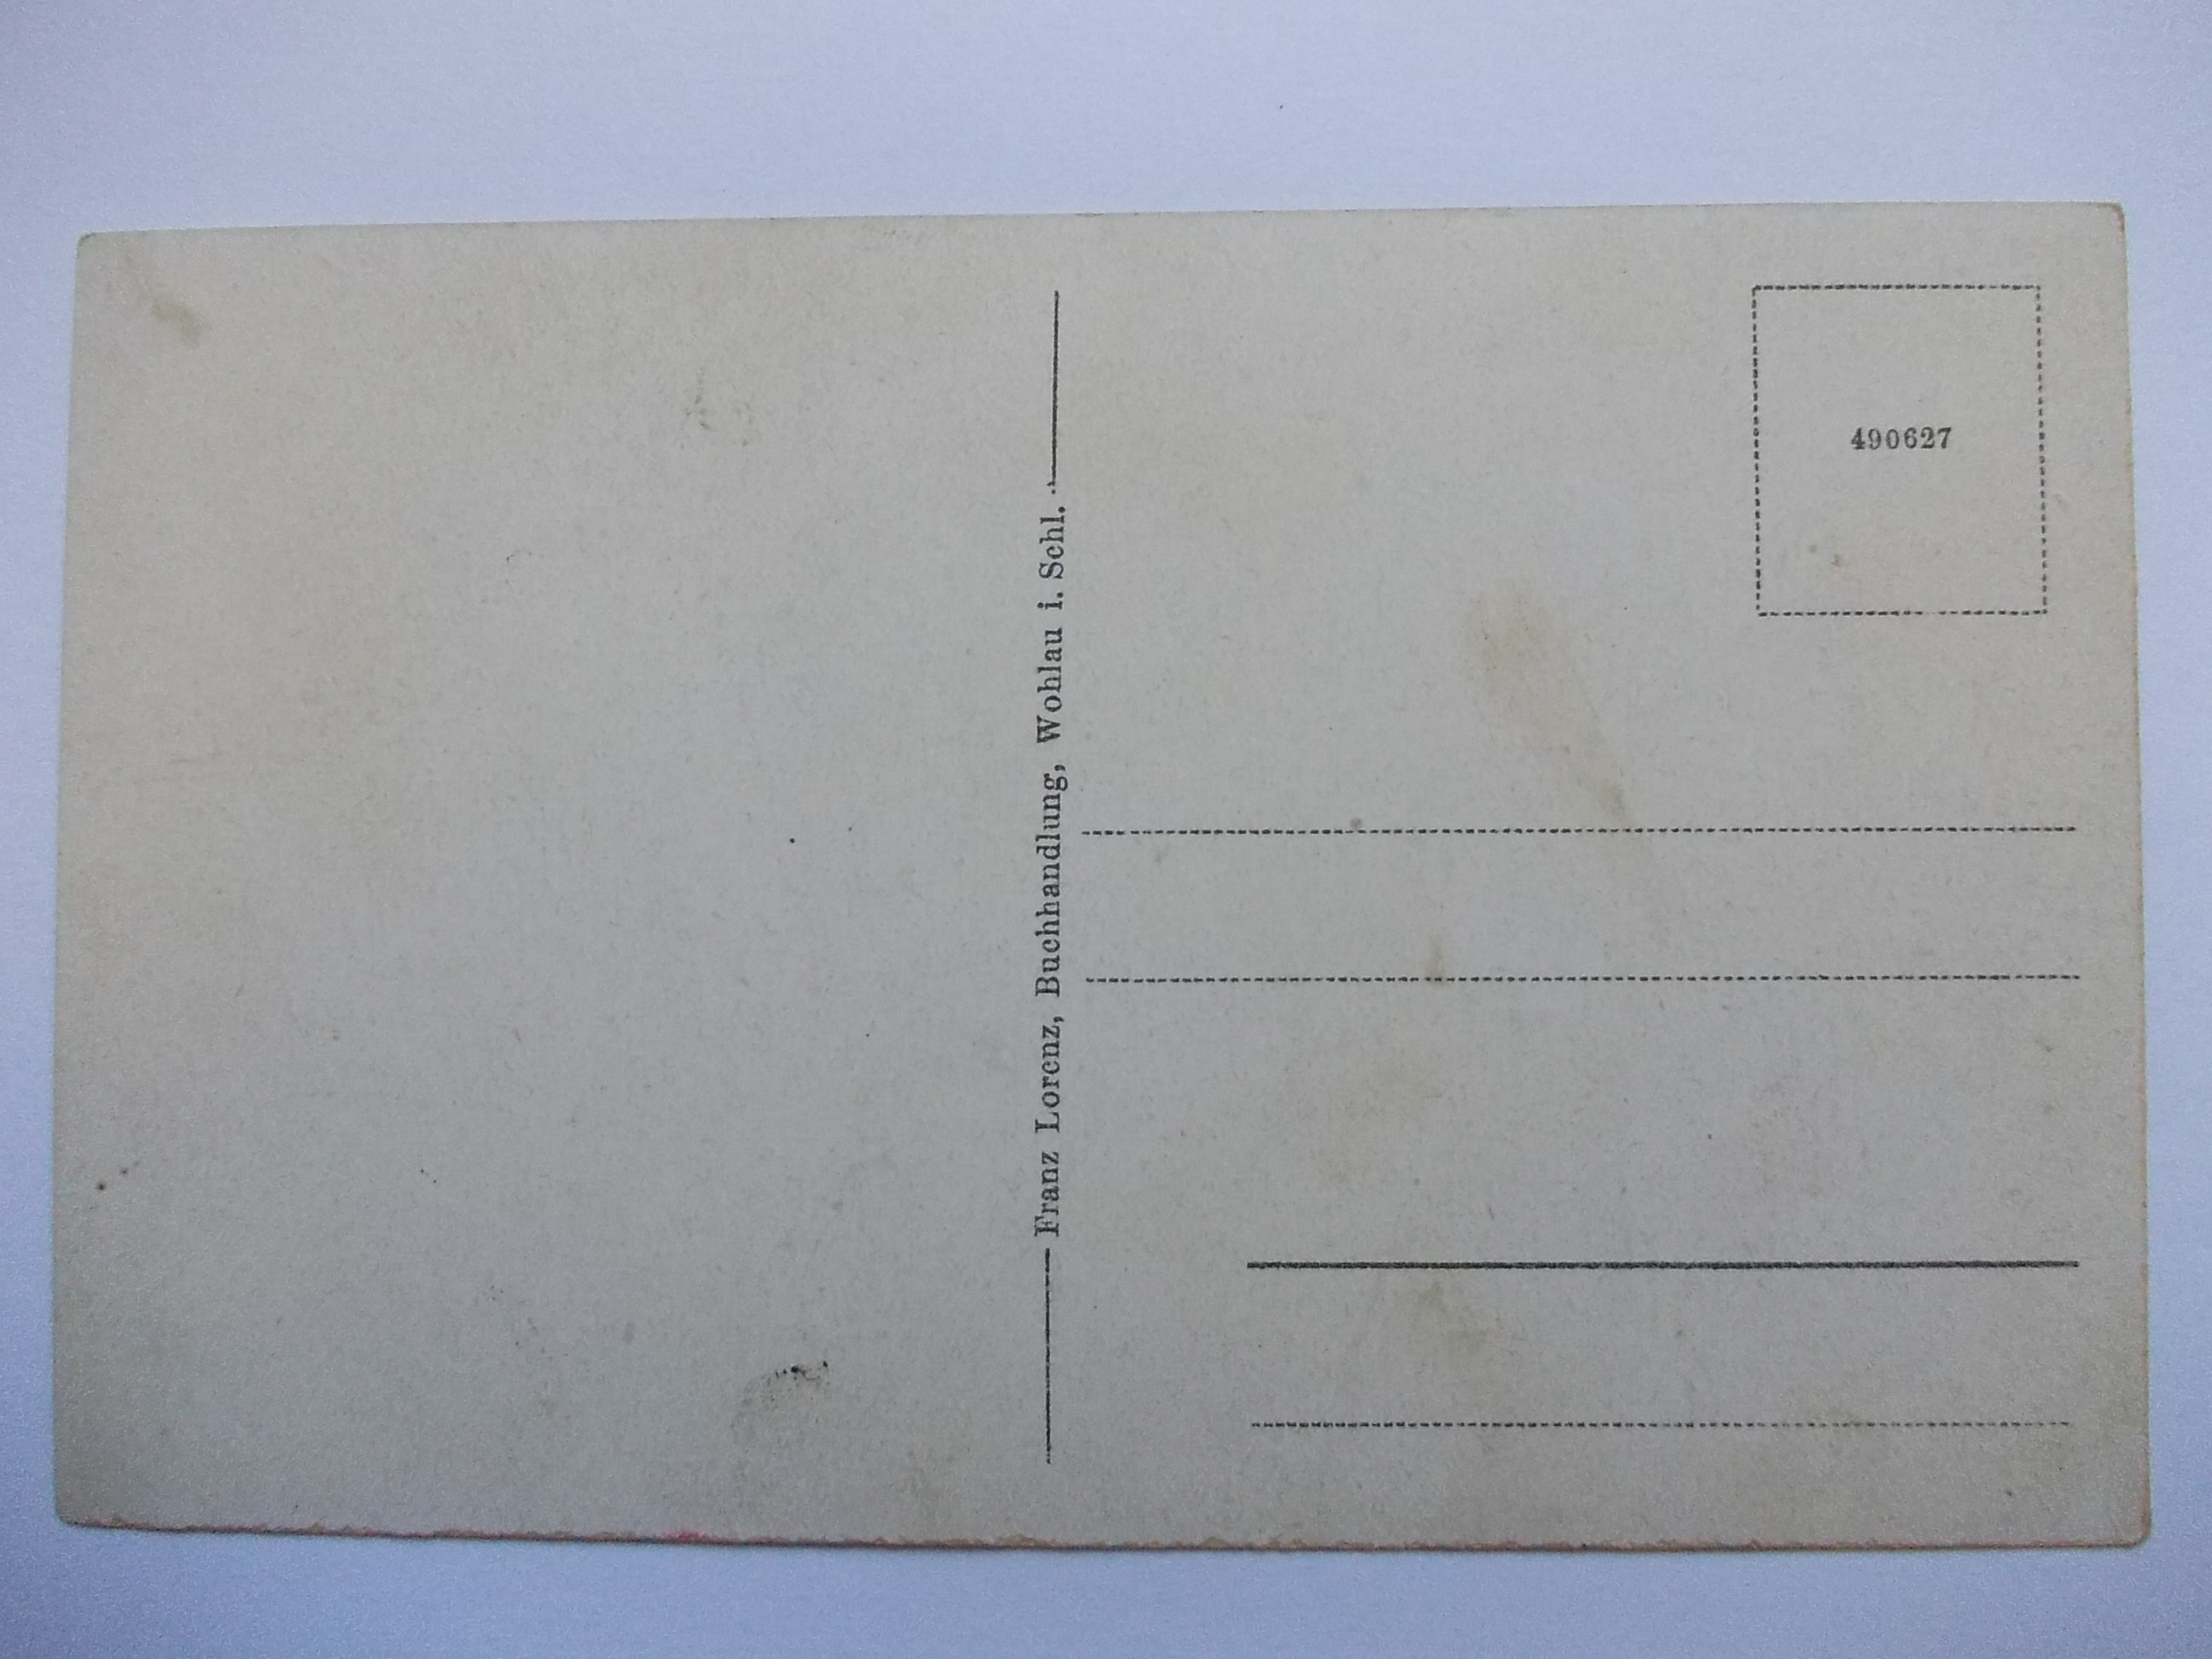 Franz Lorenz, Buchhandlung, Wohlau i. Schl.
490627